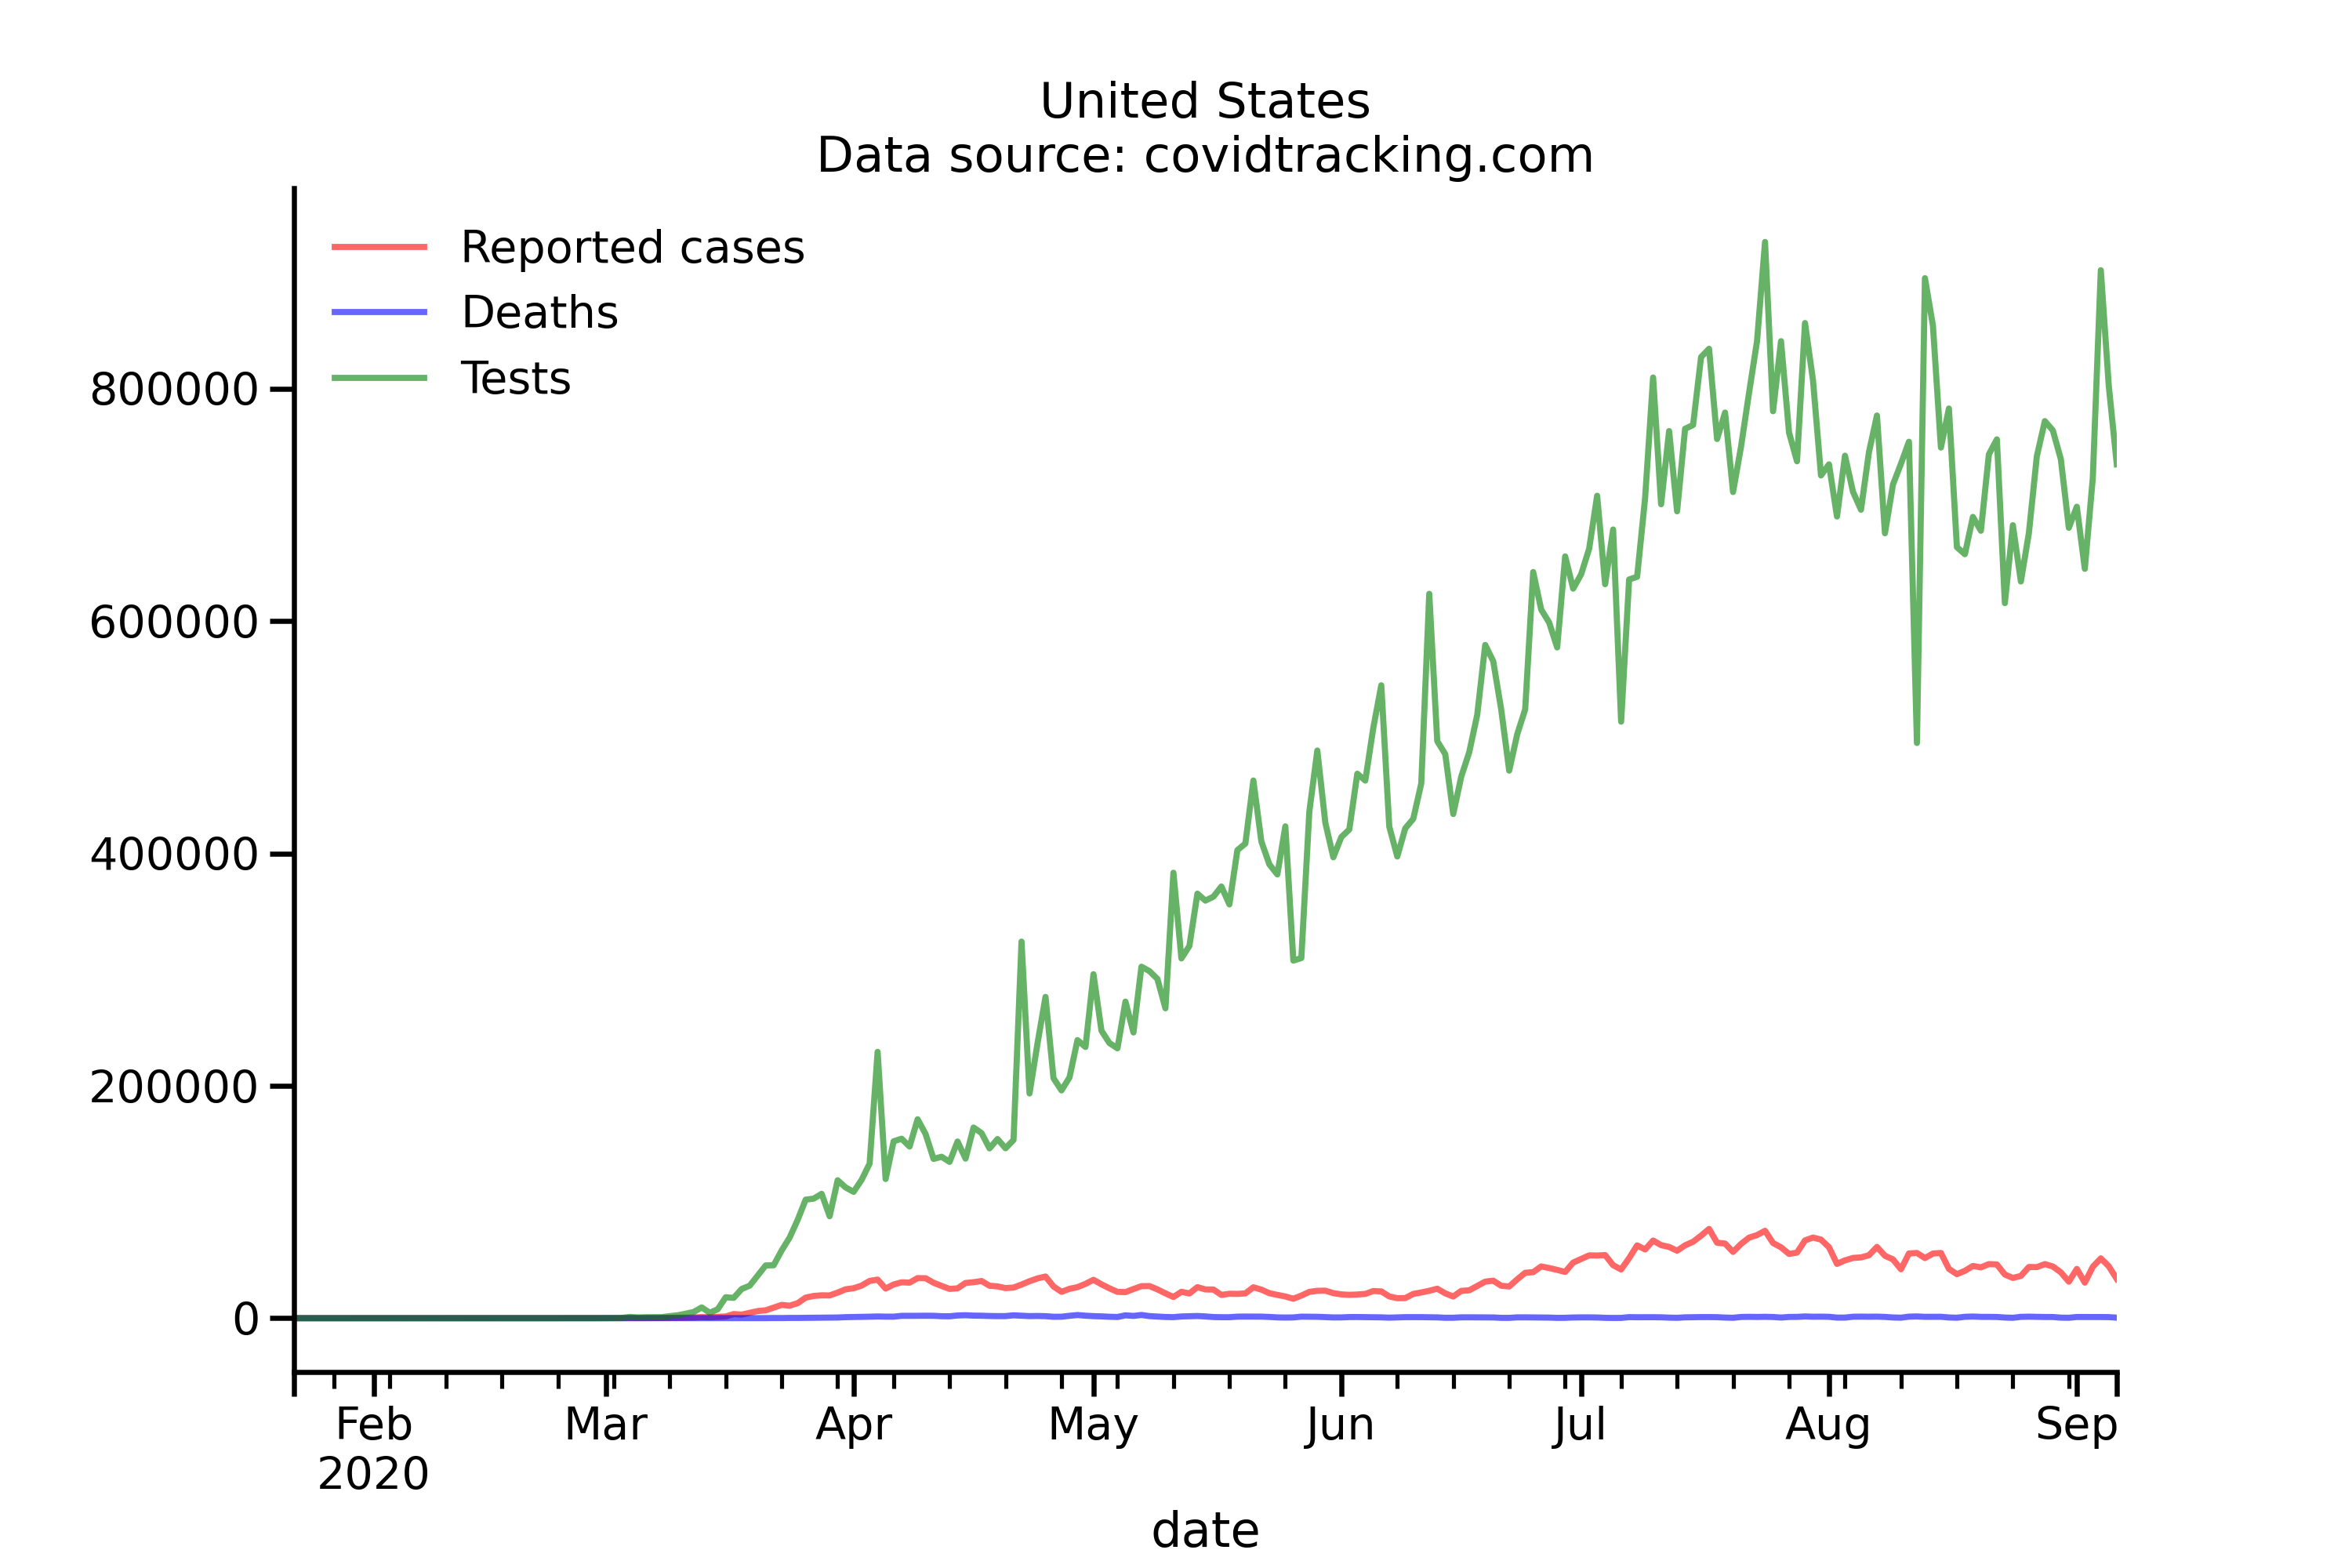 United States
Data source: covidtracking.com
Reported cases
Deaths
Tests
800000
600000
400000
200000
0
Feb Mar Apr May Jun Jul Aug Sep
2020
date